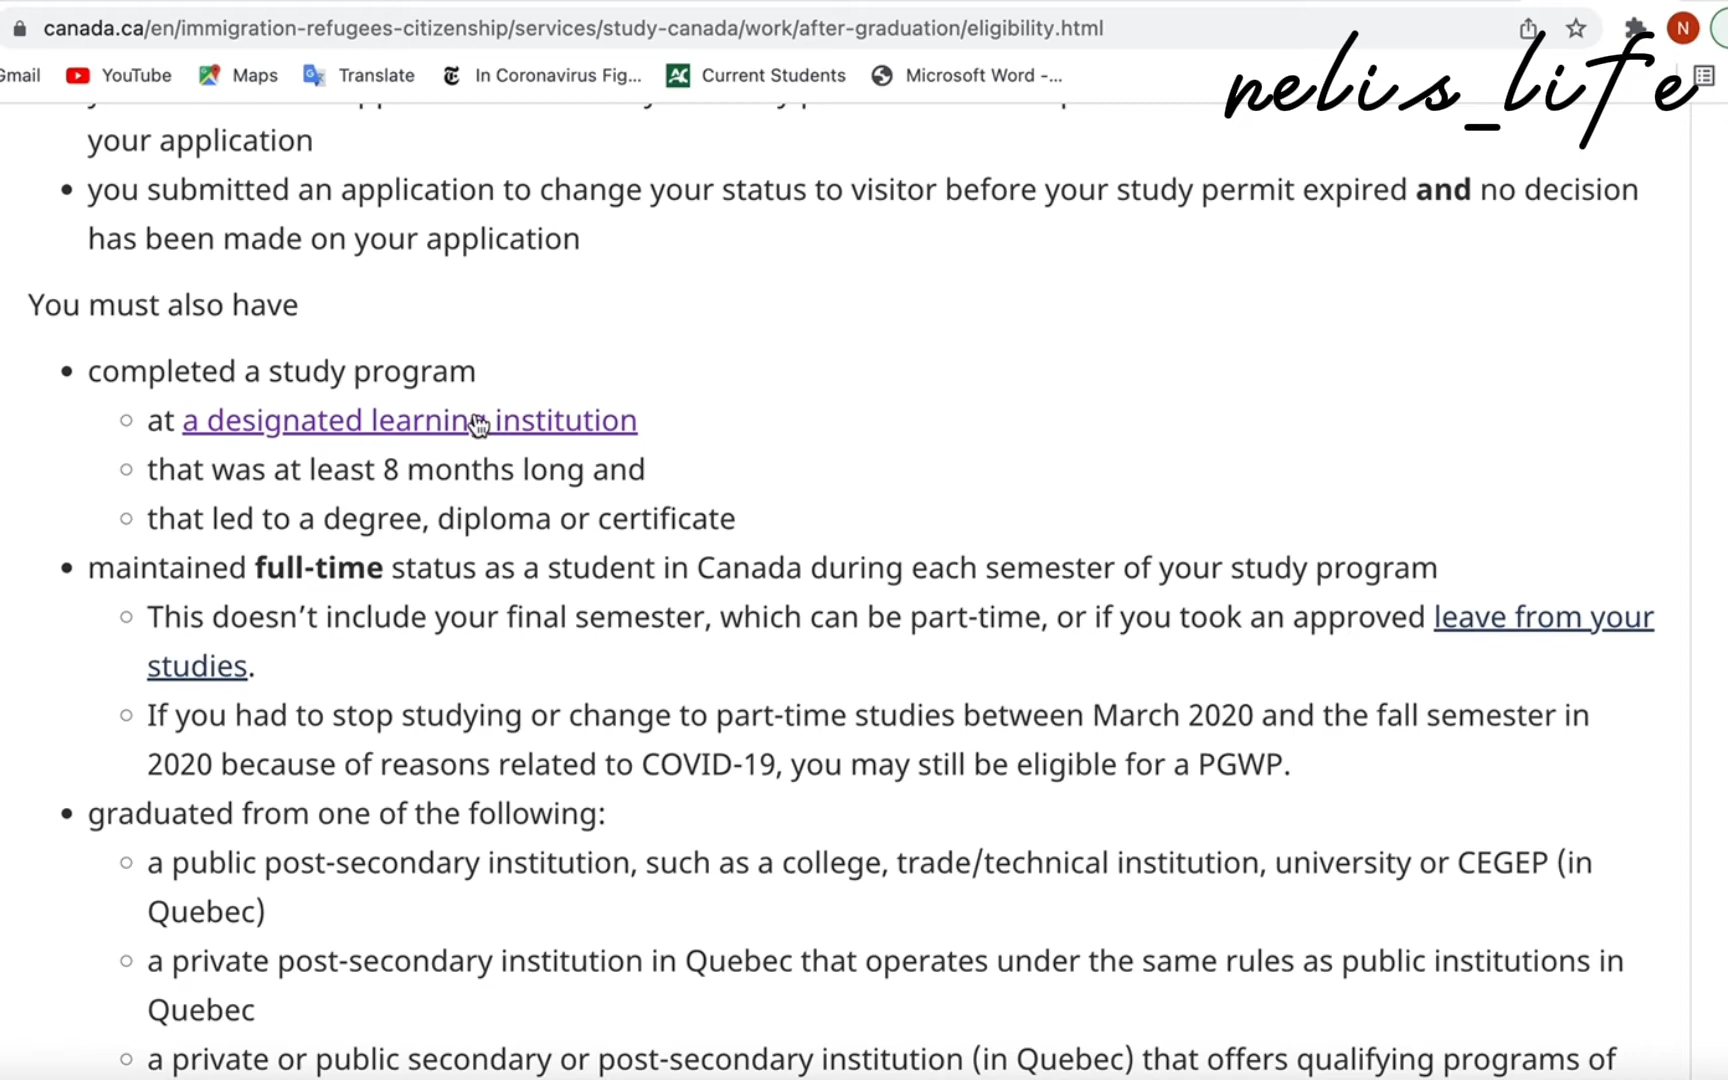 canada.ca/en/immigration-refugees-citizenship/services/study-canada/work/after-graduation/eligibility.html
N
nelis_life
Gmail YouTube Maps Translate In Coronavirus Fig... Current Students Microsoft Word -...
your application
you submitted an application to change your status to visitor before your study permit expired and no decision
has been made on your application
You must also have
completed a study program
at a designated learning institution
that was at least 8 months long and
that led to a degree, diploma or certificate
maintained full-time status as a student in Canada during each semester of your study program
This doesn’t include your final semester, which can be part-time, or if you took an approved leave from your
studies.
If you had to stop studying or change to part-time studies between March 2020 and the fall semester in
2020 because of reasons related to COVID-19, you may still be eligible for a PGWP.
graduated from one of the following:
a public post-secondary institution, such as a college, trade/technical institution, university or CEGEP (in
Quebec)
a private post-secondary institution in Quebec that operates under the same rules as public institutions in
Quebec
a private or public secondary or post-secondary institution (in Quebec) that offers qualifying programs of